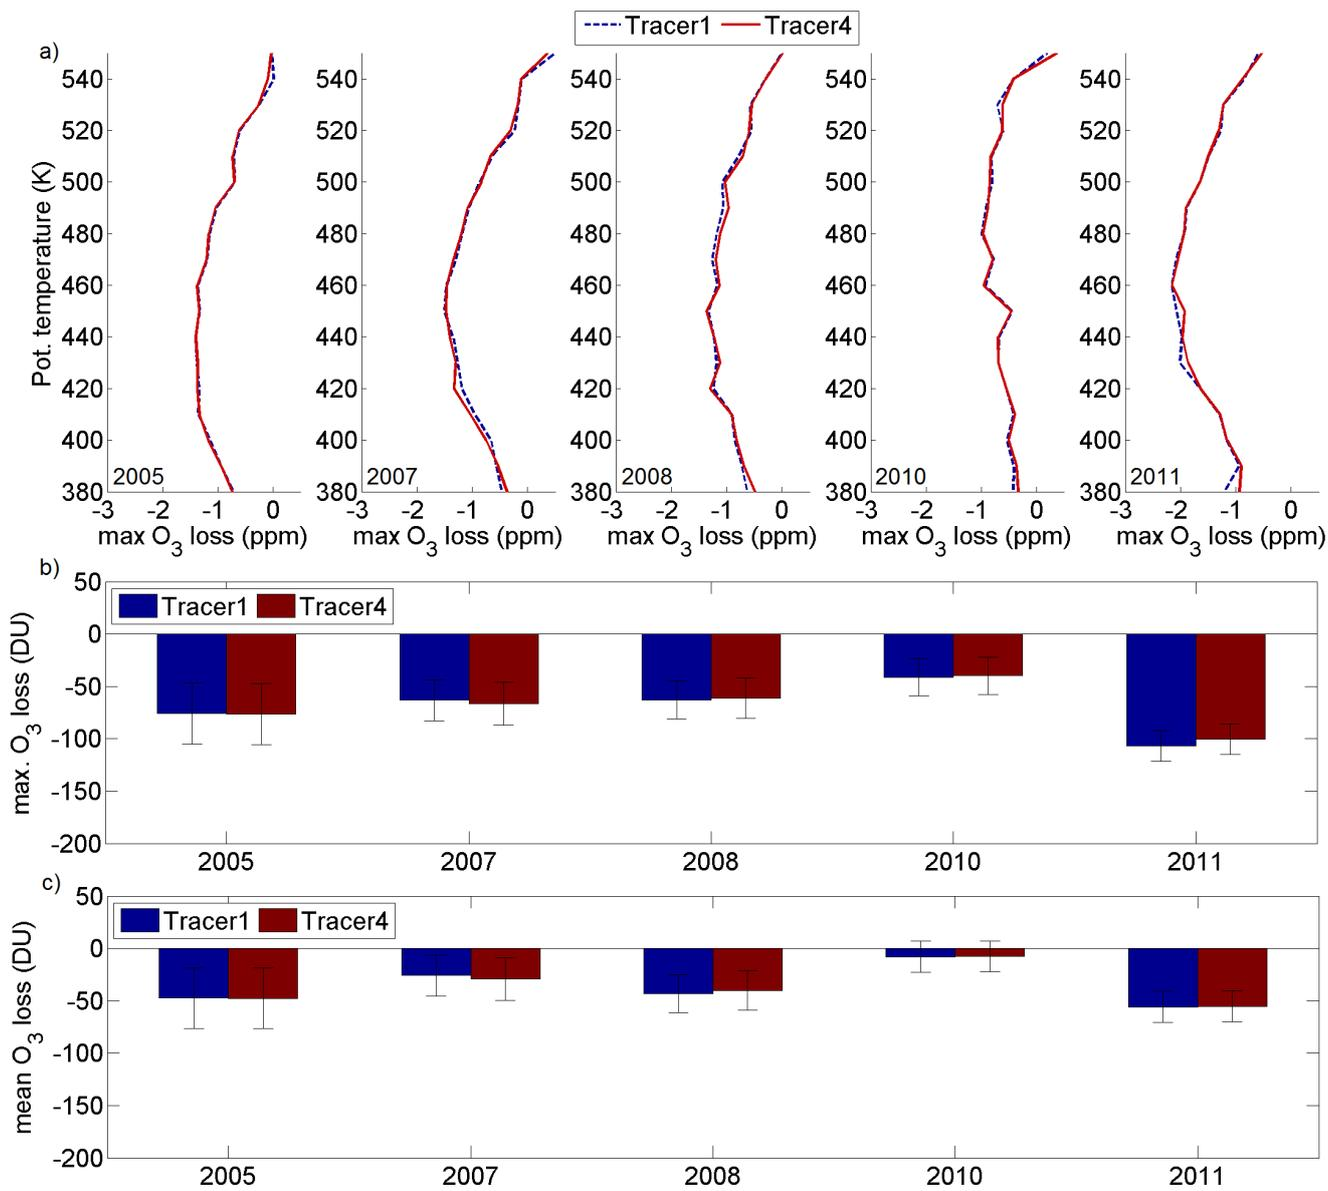 Tracer1 Tracer4
a)
540 540 540 540 540
520 520 520 520 520
500 500 500 500 500
480 480 480 480 480
460 460 460 460 460
440 440 440 440 440
420 420 420 420 420
400 400 400 400 400
380 380 380 380 380
Pot. temperature (K)
2005 2007 2008 2010 2011
-3 -2 -1 0 -3 -2 -1 0 -3 -2 -1 0 -3 -2 -1 0 -3 -2 -1 0
max O3 loss (ppm) max O3 loss (ppm) max O3 loss (ppm) max O3 loss (ppm) max O3 loss (ppm)
b)
50
Tracer1 Tracer4
0
-50
-100
-150
-200
max. O3 loss (DU)
2005 2007 2008 2010 2011
c)
50
Tracer1 Tracer4
0
-50
-100
-150
-200
mean O3 loss (DU)
2005 2007 2008 2010 2011